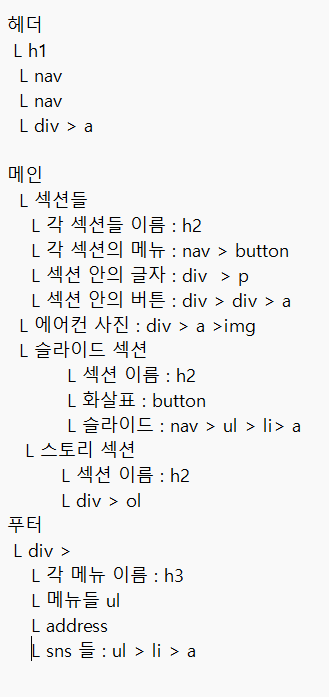 헤더
L h1
L nav
L nav
L div > a
메인
L 섹션들
L 각 섹션들 이름 : h2
L 각 섹션의 메뉴 : nav > button
L 섹션 안의 글자 : div > p
L 섹션 안의 버튼 : div > div > a
L 에어컨 사진 : div > a >img
L 슬라이드 섹션
L 섹션 이름 : h2
L 화살표 : button
L 슬라이드 : nav > ul > li> a
L 스토리 섹션
L 섹션 이름 : h2
L div > ol
푸터
L div >
L 각 메뉴 이름 : h3
L 메뉴들 ul
L address
L sns 들 : ul > li > a